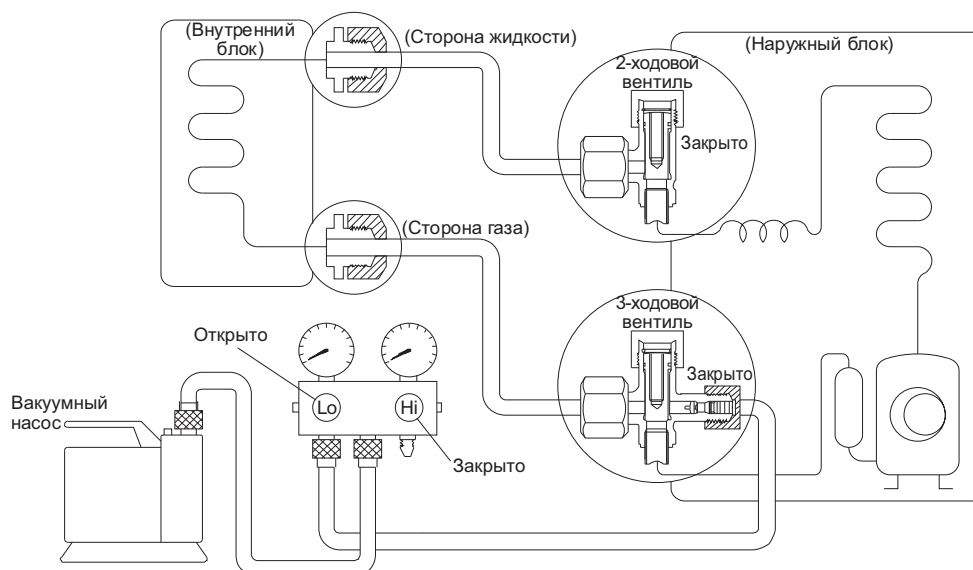 (Внутренний
блок)
(Сторона жидкости)
(Наружный блок)
2-ходовой
вентиль
Закрыто
(Сторона газа)
3-ходовой
вентиль
Закрыто
Открыто
Lo
Hi
Закрыто
Вакуумный
насос